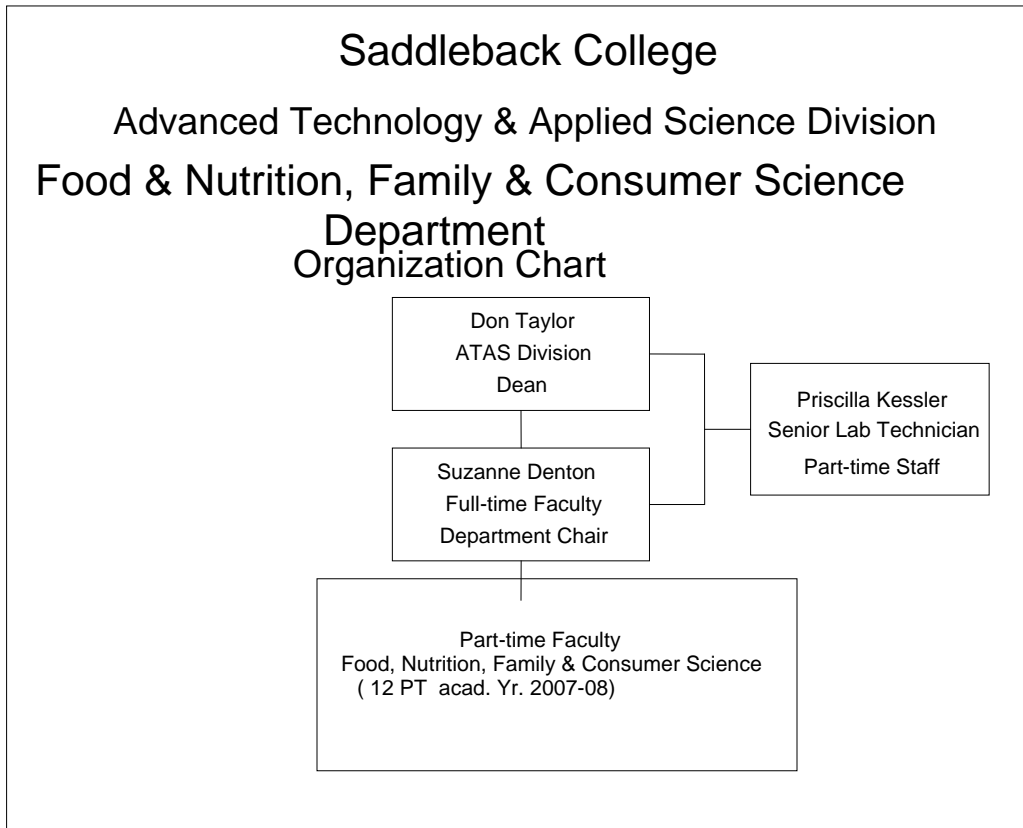 Saddleback College
Advanced Technology & Applied Science Division
Food & Nutrition, Family & Consumer Science
Department
Organization Chart
Don Taylor
ATAS Division
Dean
Priscilla Kessler
Senior Lab Technician
Part-time Staff
Suzanne Denton
Full-time Faculty
Department Chair
Part-time Faculty
Food, Nutrition, Family & Consumer Science
( 12 PT acad. Yr. 2007-08)